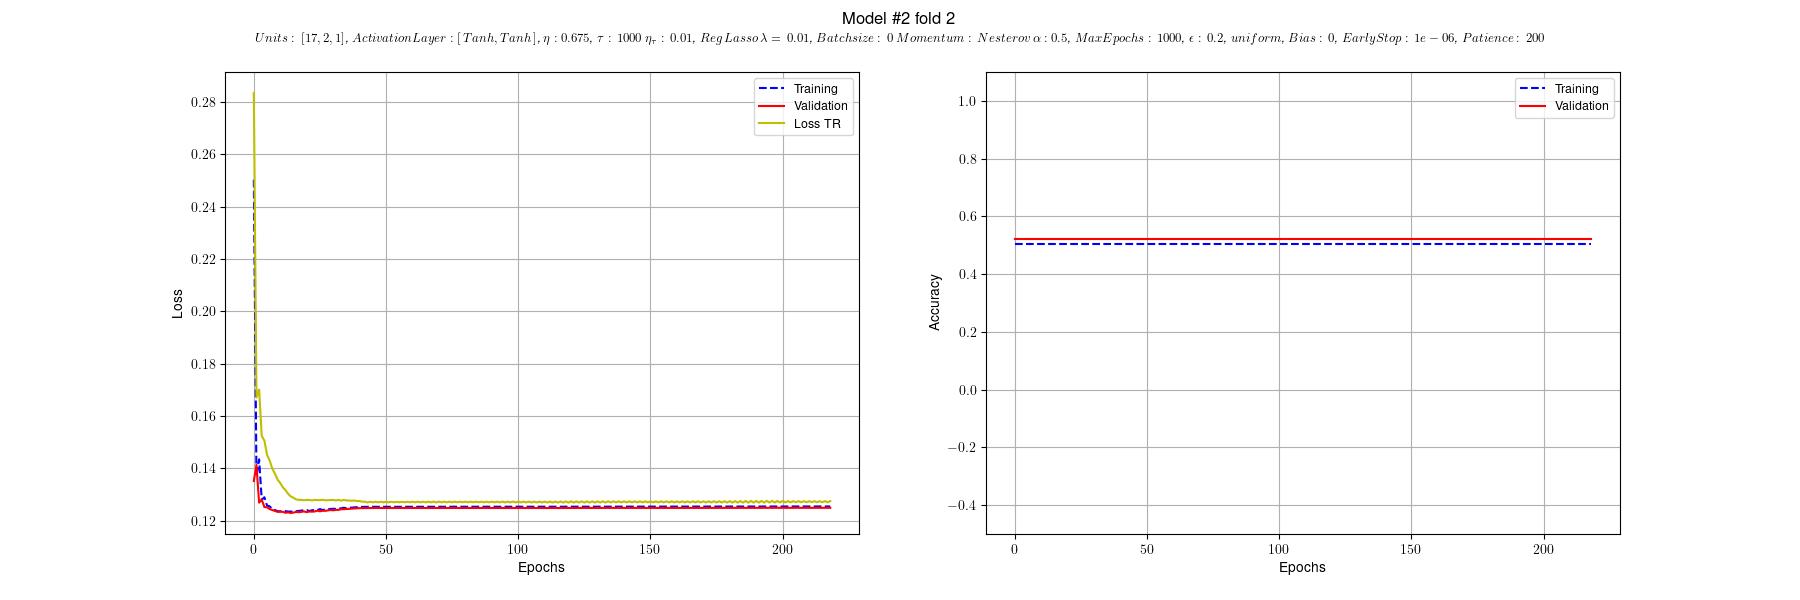 Model #2 fold 2
Units : [17, 2, 1], ActivationLayer : [Tanh, Tanh], η : 0.675, τ : 1000 ητ : 0.01, RegLasso λ = 0.01, Batchsize : 0 Momentum : Nesterov α : 0.5, MaxEpochs : 1000, ϵ : 0.2, uniform, Bias : 0, EarlyStop : 1e − 06, Patience : 200
Loss
0.28
0.26
0.24
0.22
0.20
0.18
0.16
0.14
0.12
0 50 100 150 200
Epochs
Training
Validation
Loss TR
Accuracy
1.0
0.8
0.6
0.4
0.2
0.0
−0.2
−0.4
0 50 100 150 200
Epochs
Training
Validation